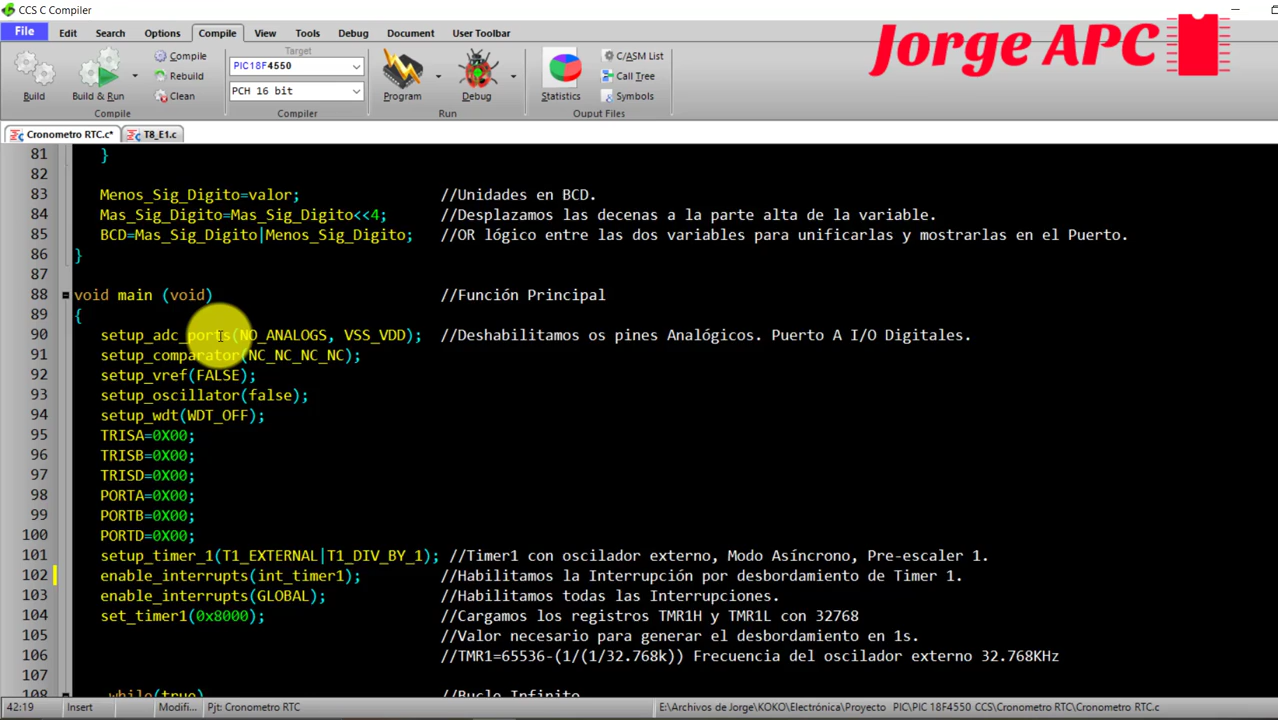 CCS C Compiler
File Edit Search Options Compile View Tools Debug Document User Toolbar
Jorge APC
Target
Compile
Rebuild
Clean
PIC18F4550
PCH 16 bit
C/ASM List
Call Tree
Symbols
Build Build & Run Program Debug Statistics
Compile Compiler Run Ouput Files
Cronometro RTC.c* T8_E1.c
81 }
82
83 Menos_Sig_Digito=valor; //Unidades en BCD.
84 Mas_Sig_Digito=Mas_Sig_Digito<<4; //Desplazamos las decenas a la parte alta de la variable.
85 BCD=Mas_Sig_Digito|Menos_Sig_Digito; //OR lógico entre las dos variables para unificarlas y mostrarlas en el Puerto.
86 }
87
88 void main (void) //Función Principal
89 {
90 setup_adc_ports(NO_ANALOGS, VSS_VDD); //Deshabilitamos os pines Analógicos. Puerto A I/O Digitales.
91 setup_comparator(NC_NC_NC_NC);
92 setup_vref(FALSE);
93 setup_oscillator(false);
94 setup_wdt(WDT_OFF);
95 TRISA=0X00;
96 TRISB=0X00;
97 TRISD=0X00;
98 PORTA=0X00;
99 PORTB=0X00;
100 PORTD=0X00;
101 setup_timer_1(T1_EXTERNAL|T1_DIV_BY_1); //Timer1 con oscilador externo, Modo Asíncrono, Pre-escaler 1.
102 enable_interrupts(int_timer1); //Habilitamos la Interrupción por desbordamiento de Timer 1.
103 enable_interrupts(GLOBAL); //Habilitamos todas las Interrupciones.
104 set_timer1(0x8000); //Cargamos los registros TMR1H y TMR1L con 32768
105 //Valor necesario para generar el desbordamiento en 1s.
106 //TMR1=65536-(1/(1/32.768k)) Frecuencia del oscilador externo 32.768KHz
107
108 while(true) //Bucle Infinito
42:19 Insert Modifi... Pjt: Cronometro RTC E:\Archivos de Jorge\KOKO\Electrónica\Proyecto PIC\PIC 18F4550 CCS\Cronometro RTC\Cronometro RTC.c